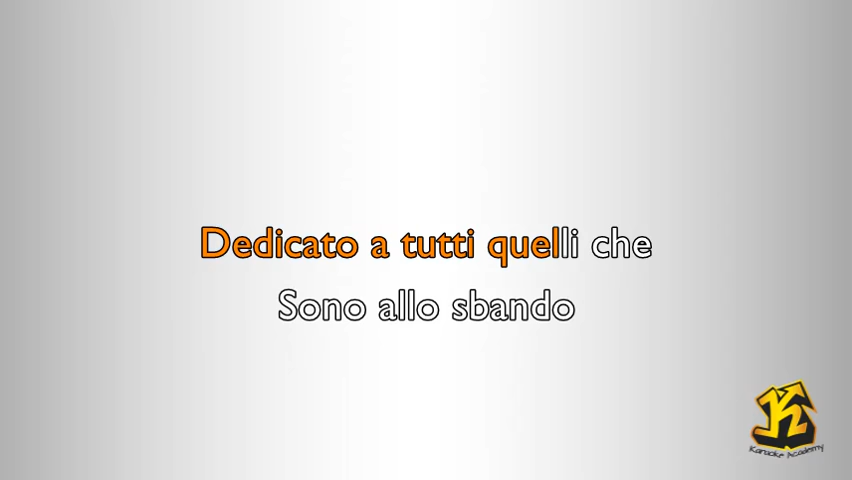 Dedicato a tutti quelli che
Sono allo sbando
K
Karaoke Academy